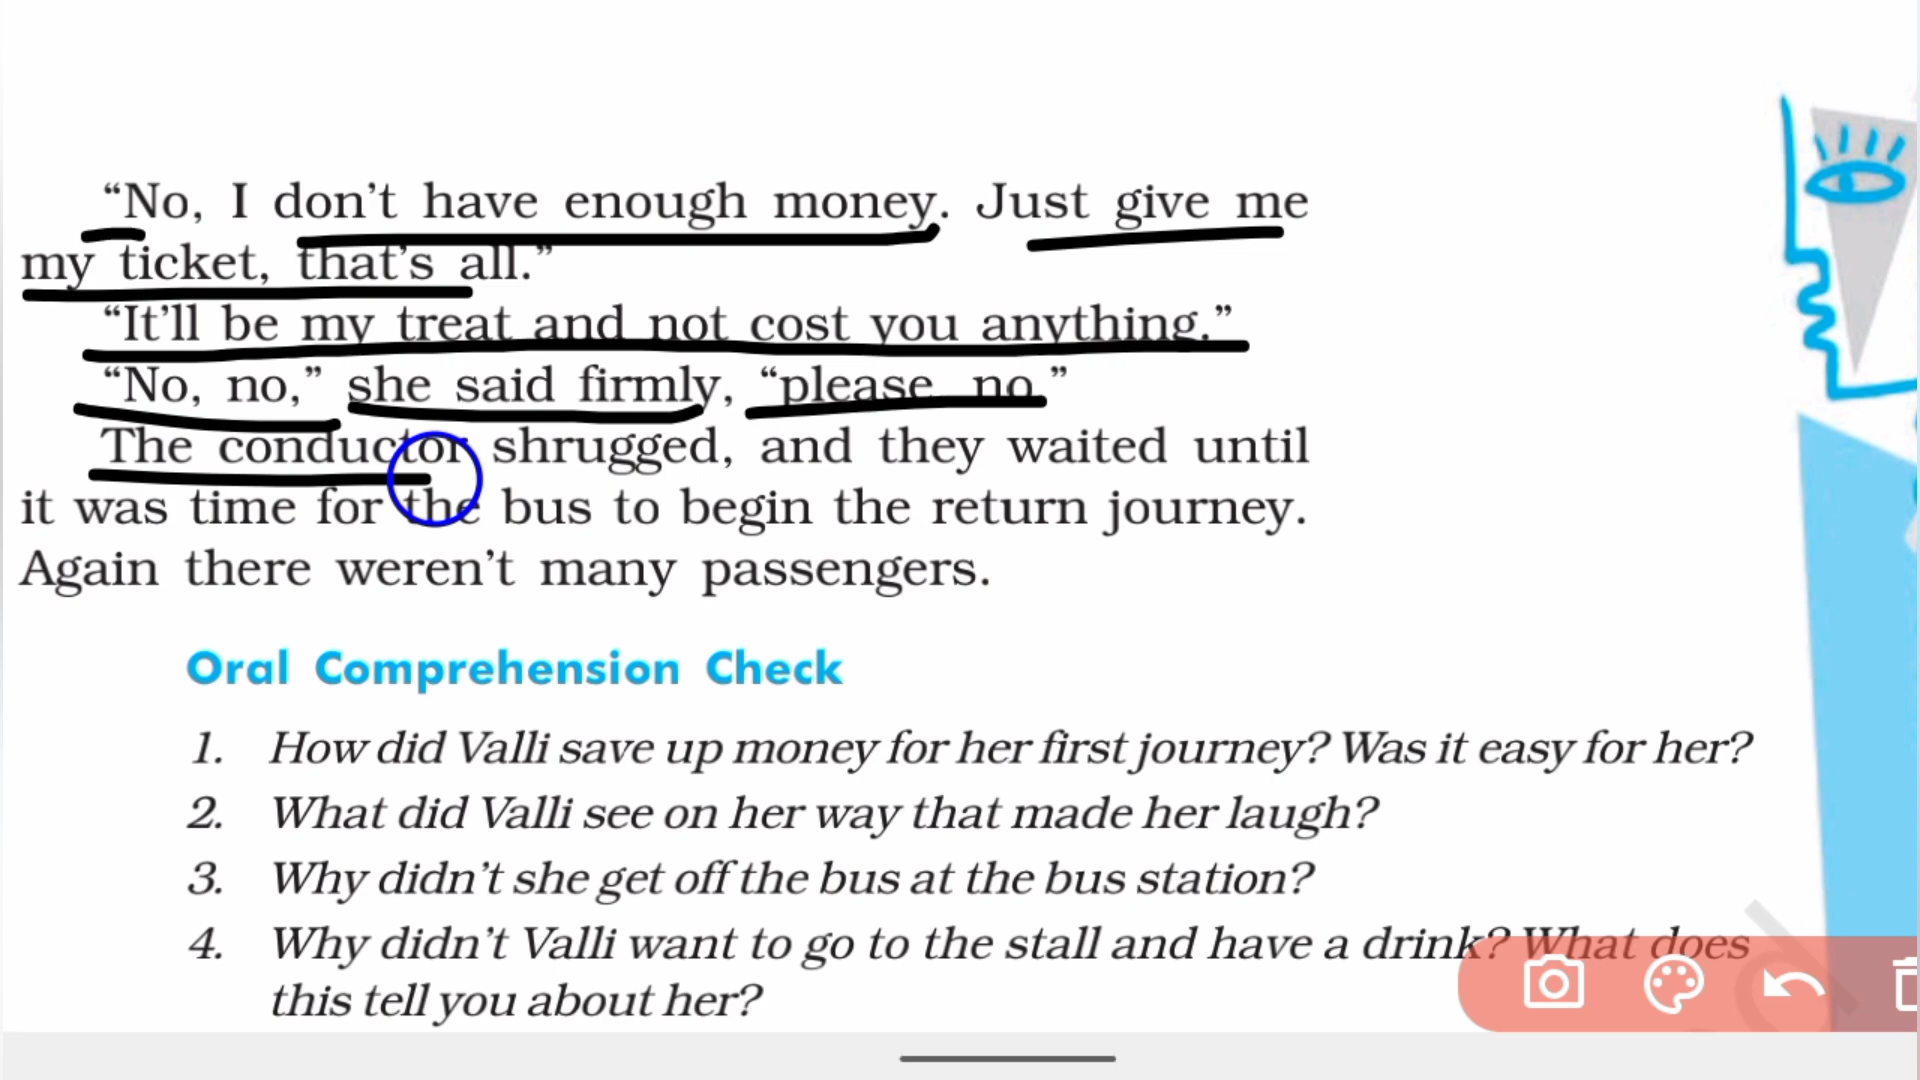 “No, I don’t have enough money. Just give me
my ticket, that’s all.”
“It’ll be my treat and not cost you anything.”
“No, no,” she said firmly, “please, no.”
The conductor shrugged, and they waited until
it was time for the bus to begin the return journey.
Again there weren’t many passengers.
Oral Comprehension Check
1. How did Valli save up money for her first journey? Was it easy for her?
2. What did Valli see on her way that made her laugh?
3. Why didn’t she get off the bus at the bus station?
4. Why didn’t Valli want to go to the stall and have a drink? What does
this tell you about her?